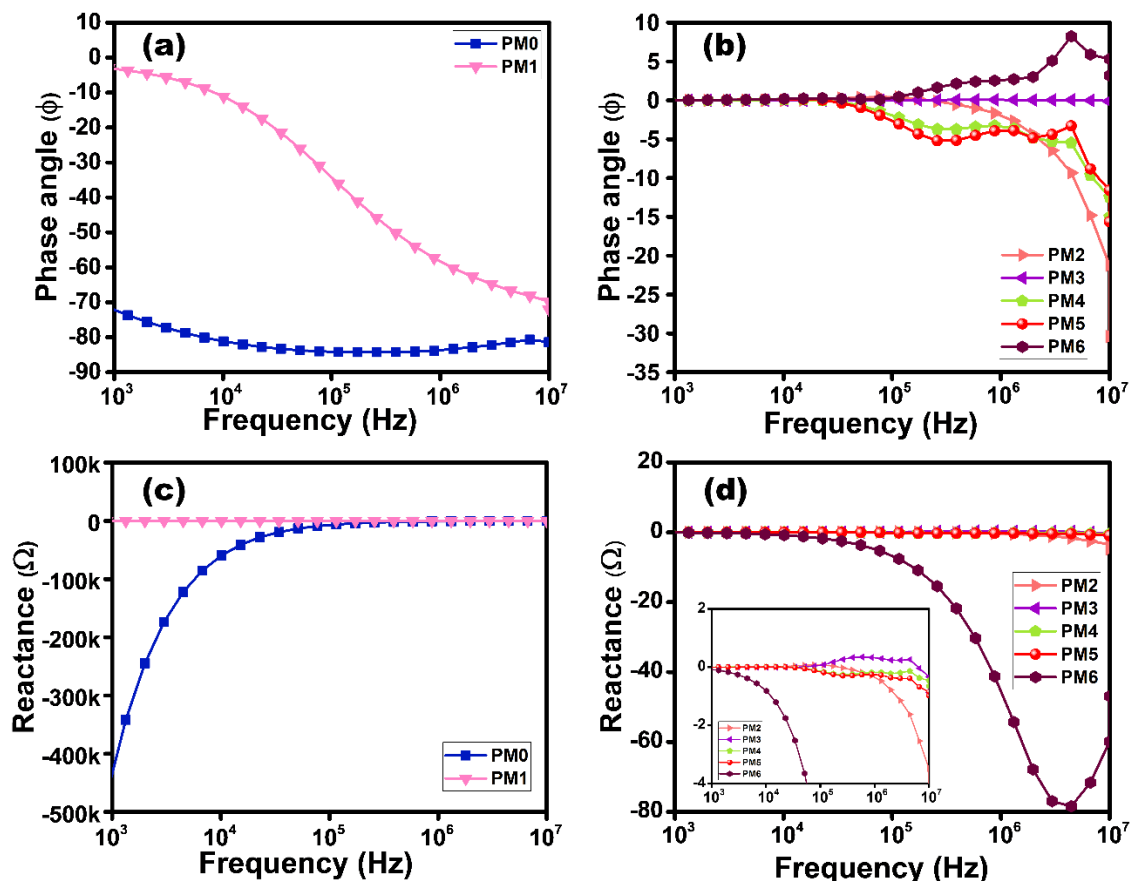 (a)
PM0
PM1
10
0
-10
-20
-30
-40
-50
-60
-70
-80
-90
Phase angle (ϕ)
10³ 10⁴ 10⁵ 10⁶ 10⁷
Frequency (Hz)
(b)
10
5
0
-5
-10
-15
-20
-25
-30
-35
Phase angle (ϕ)
PM2
PM3
PM4
PM5
PM6
10³ 10⁴ 10⁵ 10⁶ 10⁷
Frequency (Hz)
(c)
100k
0
-100k
-200k
-300k
-400k
-500k
Reactance (Ω)
PM0
PM1
10³ 10⁴ 10⁵ 10⁶ 10⁷
Frequency (Hz)
(d)
20
0
-20
-40
-60
-80
Reactance (Ω)
PM2
PM3
PM4
PM5
PM6
2
0
-2
-4
PM2
PM3
PM4
PM5
PM6
10³ 10⁴ 10⁵ 10⁶ 10⁷
10³ 10⁴ 10⁵ 10⁶ 10⁷
Frequency (Hz)